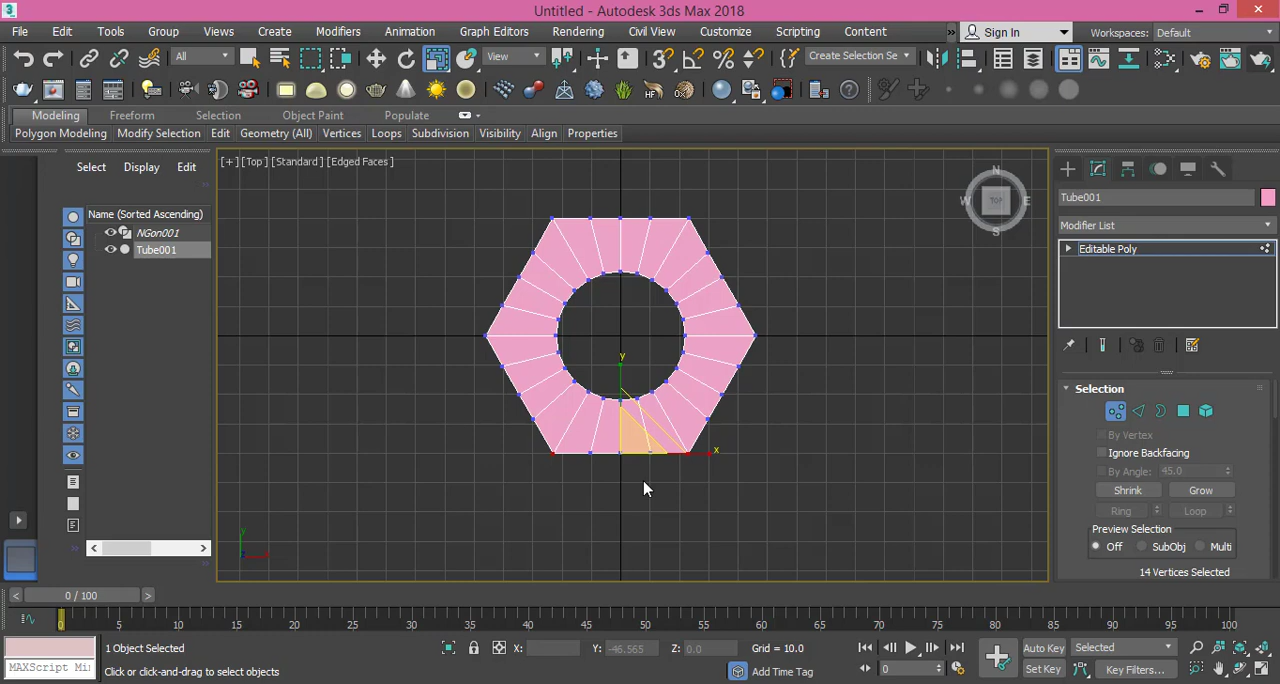 Untitled - Autodesk 3ds Max 2018
File Edit Tools Group Views Create Modifiers Animation Graph Editors Rendering Civil View Customize Scripting Content » Sign In Workspaces: Default
All View Create Selection Se
Modeling Freeform Selection Object Paint Populate
Polygon Modeling Modify Selection Edit Geometry (All) Vertices Loops Subdivision Visibility Align Properties
Select Display Edit
[+] [Top] [Standard] [Edged Faces]
Name (Sorted Ascending)
NGon001
Tube001
N
W TOP E
S
y
x
y
Tube001
Modifier List
Editable Poly
Selection
By Vertex
Ignore Backfacing
By Angle: 45.0
Shrink Grow
Ring Loop
Preview Selection
Off SubObj Multi
14 Vertices Selected
0 / 100
0 5 10 15 20 25 30 35 40 45 50 55 60 65 70 75 80 85 90 95 100
1 Object Selected X: Y: -46.565 Z: 0.0 Grid = 10.0 Auto Key Selected
MAXScript Mi: Click or click-and-drag to select objects Add Time Tag 0 Set Key Key Filters...